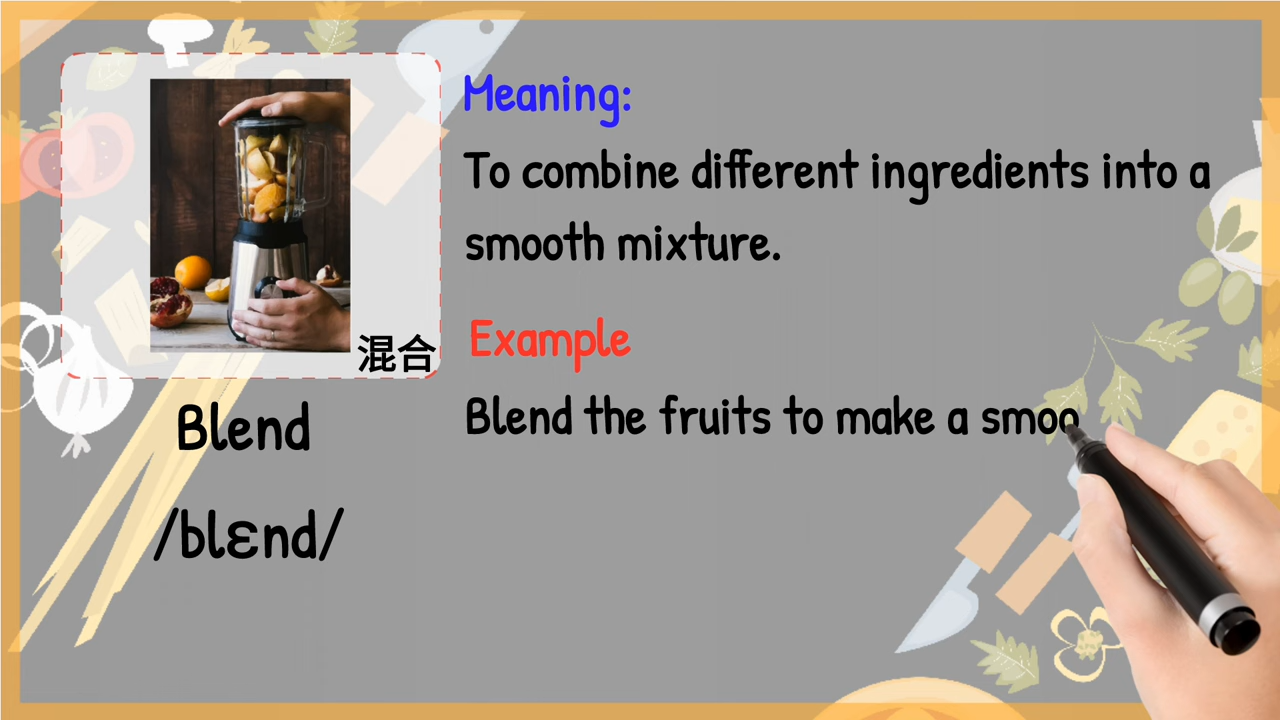 混合
Blend
/blɛnd/
Meaning:
To combine different ingredients into a
smooth mixture.
Example
Blend the fruits to make a smoo